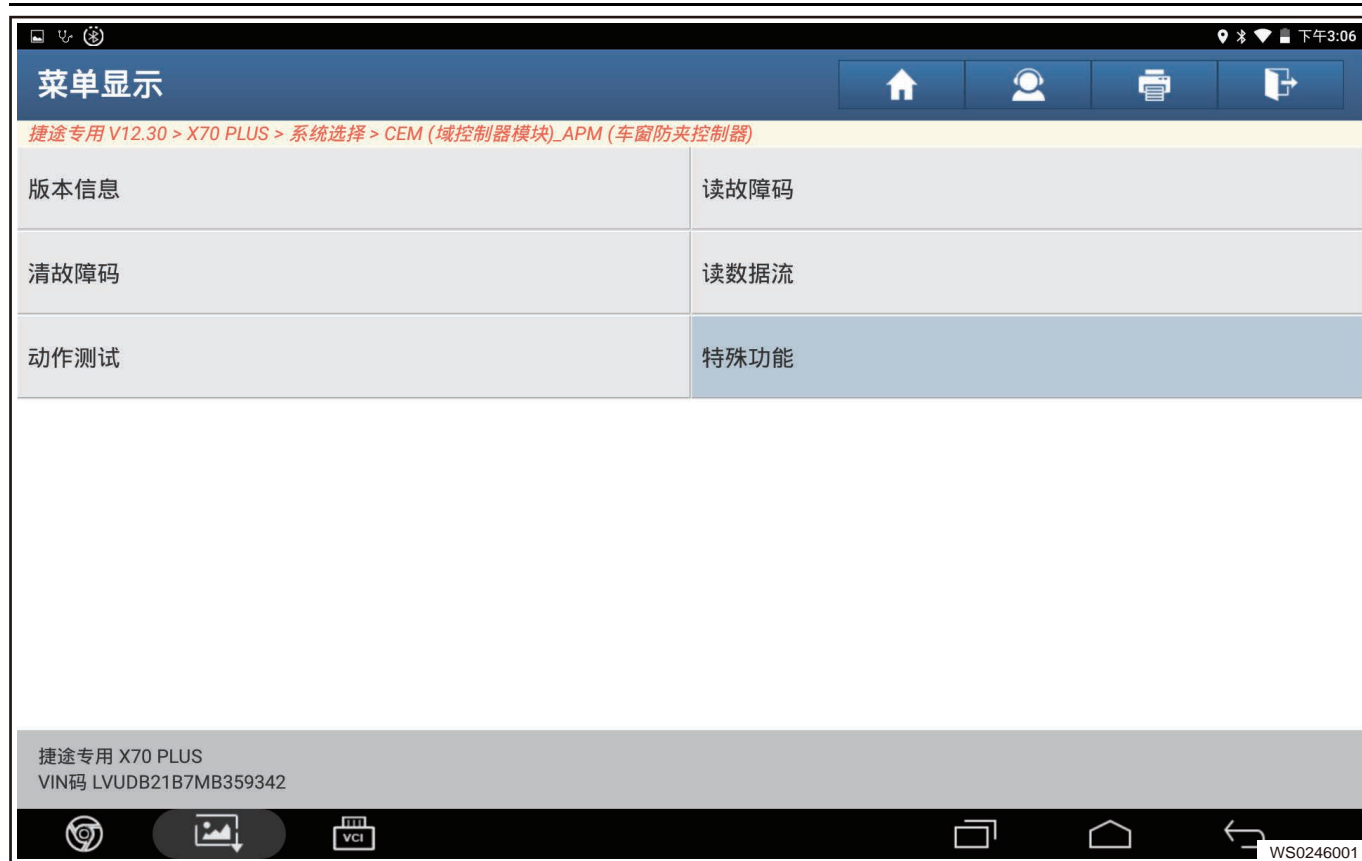 下午3:06
菜单显示
捷途专用 V12.30 > X70 PLUS > 系统选择 > CEM (域控制器模块)_APM (车窗防夹控制器)
版本信息
读故障码
清故障码
读数据流
动作测试
特殊功能
捷途专用 X70 PLUS
VIN码 LVUDB21B7MB359342
VCI
WS0246001